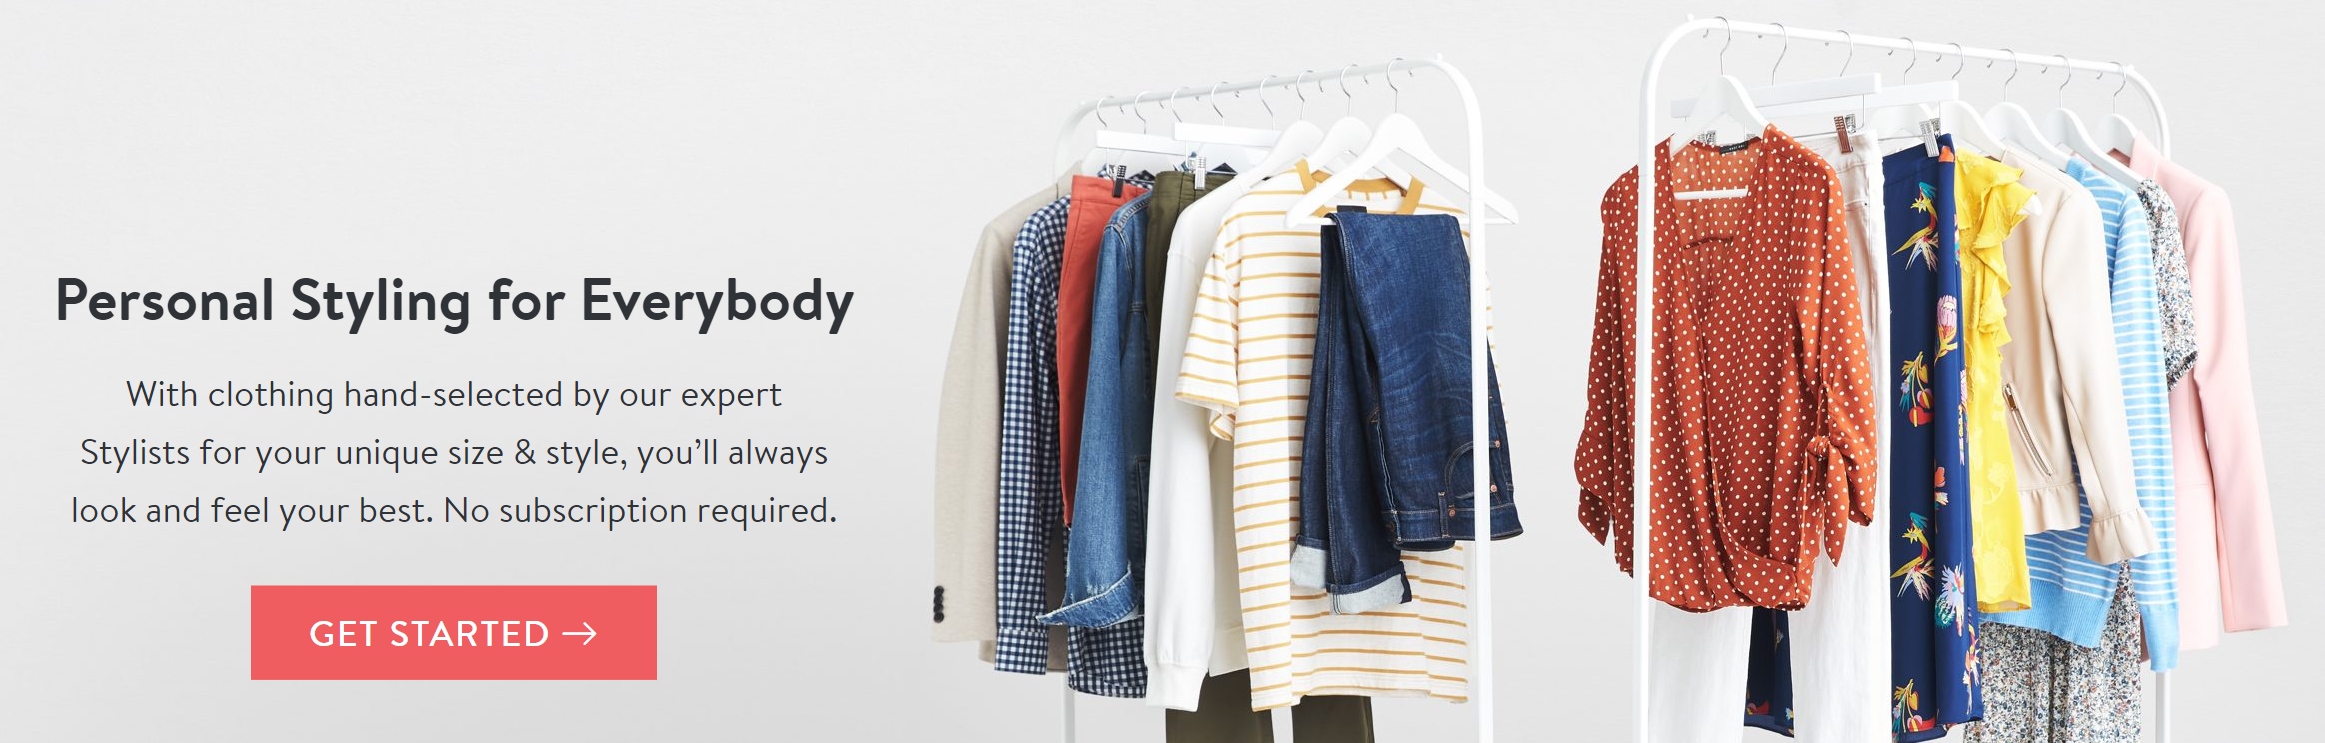 Personal Styling for Everybody
With clothing hand-selected by our expert
Stylists for your unique size & style, you’ll always
look and feel your best. No subscription required.
GET STARTED →